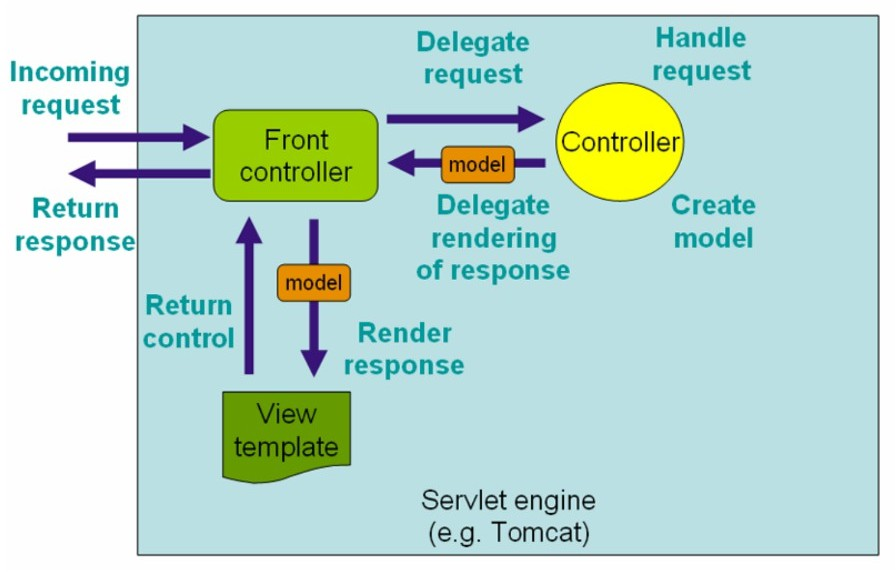 Incoming
request
Return
response
Front
controller
Delegate
request
model
Delegate
rendering
of response
Handle
request
Controller
Create
model
Return
control
model
Render
response
View
template
Servlet engine
(e.g. Tomcat)